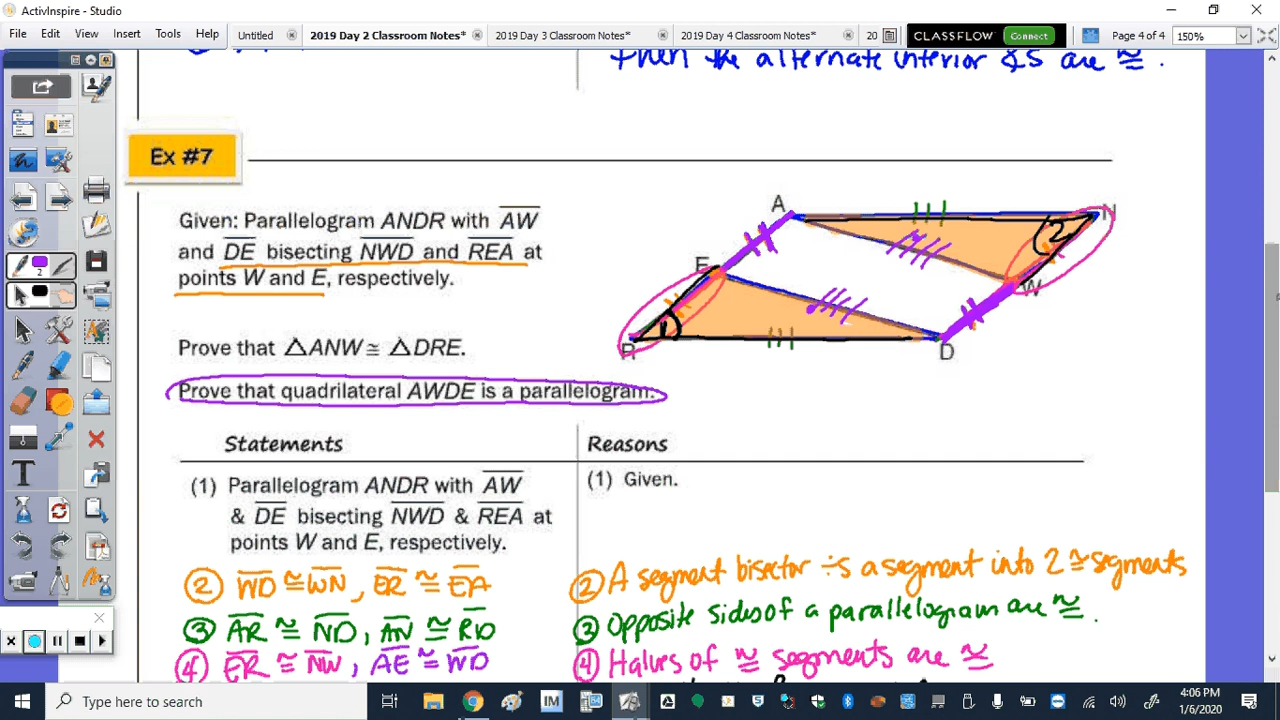 ActivInspire - Studio
File Edit View Insert Tools Help Untitled 2019 Day 2 Classroom Notes* 2019 Day 3 Classroom Notes* 2019 Day 4 Classroom Notes* 20 CLASSFLOW Connect Page 4 of 4 150%
then the alternate interior ∡s are ≅.
Ex #7
Given: Parallelogram ANDR with AW
and DE bisecting NWD and REA at
points W and E, respectively.
Prove that △ANW ≅ △DRE.
Prove that quadrilateral AWDE is a parallelogram.
A N
2
E W
1
R D
Statements Reasons
(1) Parallelogram ANDR with AW (1) Given.
& DE bisecting NWD & REA at
points W and E, respectively.
② WD ≅ WN, ER ≅ EA ② A segment bisector ÷s a segment into 2 ≅ segments
③ AR ≅ ND, AN ≅ RD ③ Opposite sides of a parallelogram are ≅.
④ ER ≅ NW, AE ≅ WD ④ Halves of ≅ segments are ≅
2
T
Type here to search
IM
4:06 PM
1/6/2020